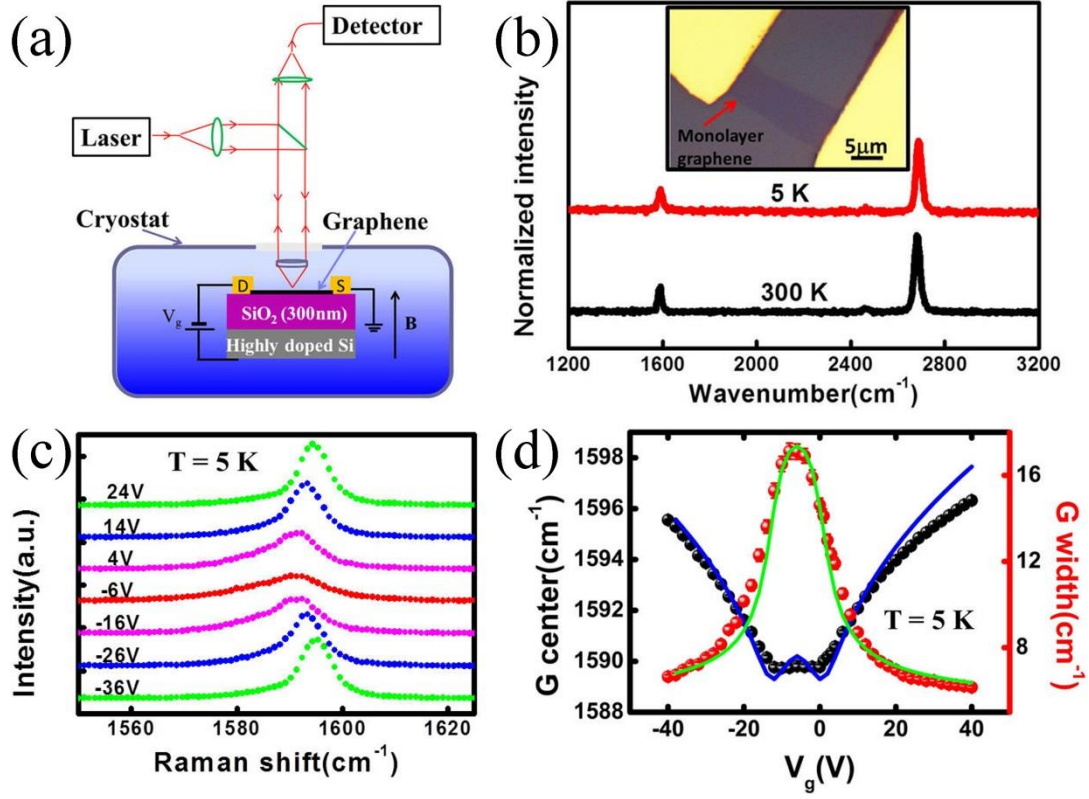 (a)
Detector
Laser
Cryostat
Graphene
D
S
Vg
SiO2 (300nm)
B
Highly doped Si
(b)
Normalized intensity
Monolayer
graphene
5μm
5 K
300 K
1200 1600 2000 2400 2800 3200
Wavenumber(cm-1)
(c)
T = 5 K
Intensity(a.u.)
24V
14V
4V
-6V
-16V
-26V
-36V
1560 1580 1600 1620
Raman shift(cm-1)
(d)
G center(cm-1)
1598
1596
1594
1592
1590
1588
T = 5 K
16
12
8
G width(cm-1)
-40 -20 0 20 40
Vg(V)